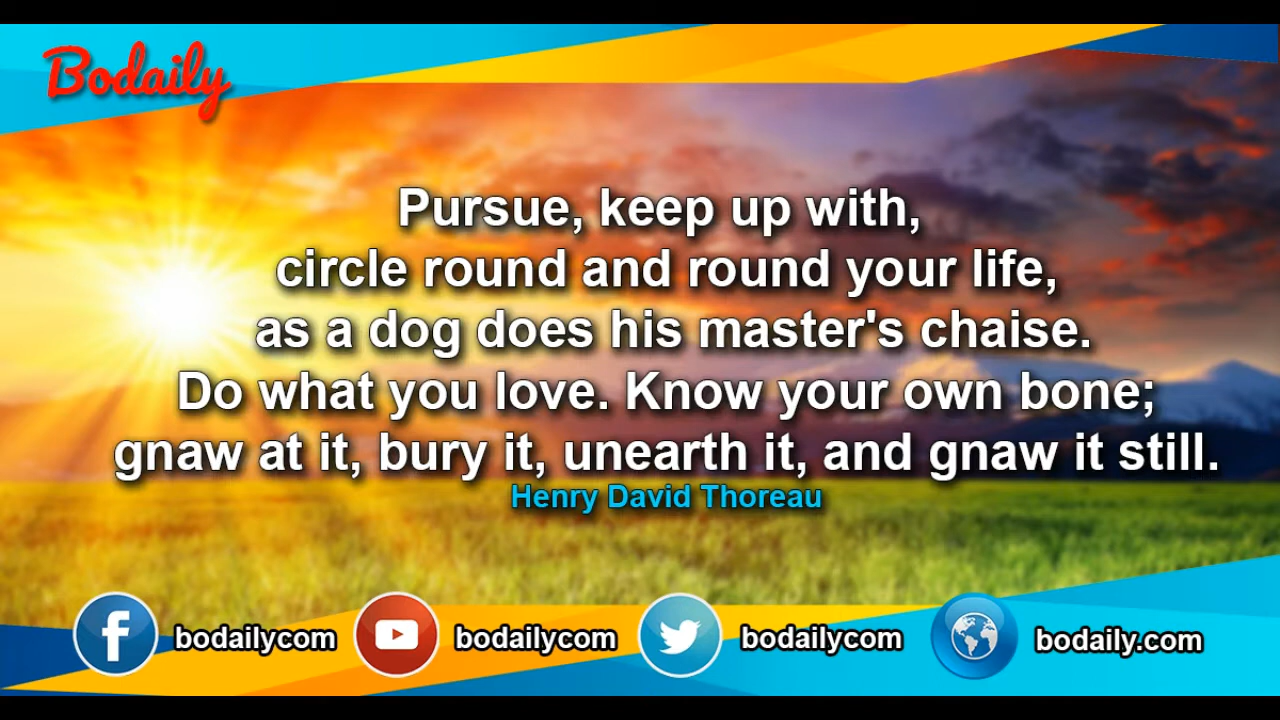 Bodaily
Pursue, keep up with,
circle round and round your life,
as a dog does his master's chaise.
Do what you love. Know your own bone;
gnaw at it, bury it, unearth it, and gnaw it still.
Henry David Thoreau
bodailycom bodailycom bodailycom bodaily.com